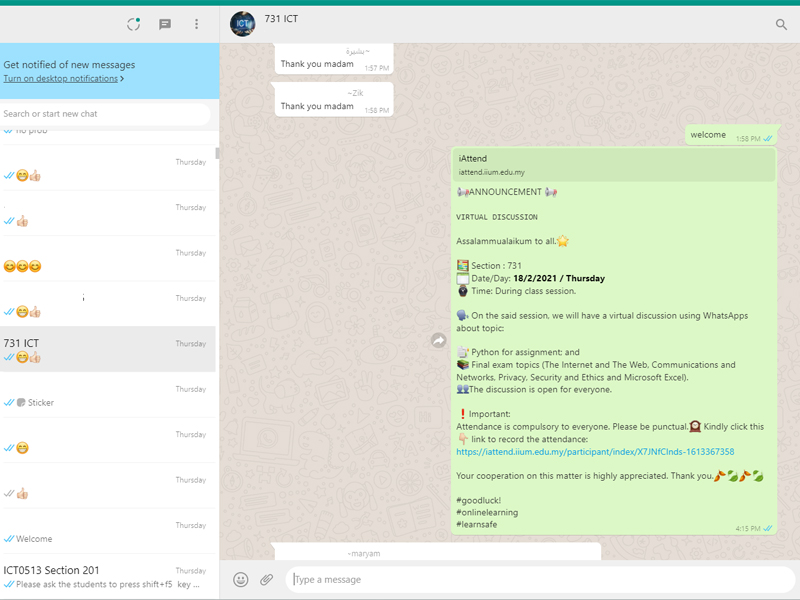 ICT
731 ICT
Get notified of new messages
Turn on desktop notifications >
Search or start new chat
no prob
Thursday
😁👍🏻
Thursday
👍🏻
Thursday
😊😊😊
Thursday
😁👍🏻
731 ICT
Thursday
😁👍🏻
Thursday
Sticker
Thursday
😁
Thursday
👍🏻
Thursday
Welcome
ICT0513 Section 201
Thursday
Please ask the students to press shift+f5 key ...
~بشيرة
Thank you madam
1:57 PM
~Zik
Thank you madam
1:58 PM
welcome
1:58 PM
iAttend
iattend.iium.edu.my
ANNOUNCEMENT
VIRTUAL DISCUSSION
Assalammualaikum to all.🌟
Section : 731
Date/Day: 18/2/2021 / Thursday
Time: During class session.
🗣 On the said session, we will have a virtual discussion using WhatsApps
about topic:
Python for assignment; and
📚 Final exam topics (The Internet and The Web, Communications and
Networks, Privacy, Security and Ethics and Microsoft Excel).
👥The discussion is open for everyone.
❗Important:
Attendance is compulsory to everyone. Please be punctual.🕰 Kindly click this
👇🏻 link to record the attendance:
https://iattend.iium.edu.my/participant/index/X7JNfClnds-1613367358
Your cooperation on this matter is highly appreciated. Thank you.
#goodluck!
#onlinelearning
#learnsafe
4:15 PM
~maryam
Type a message